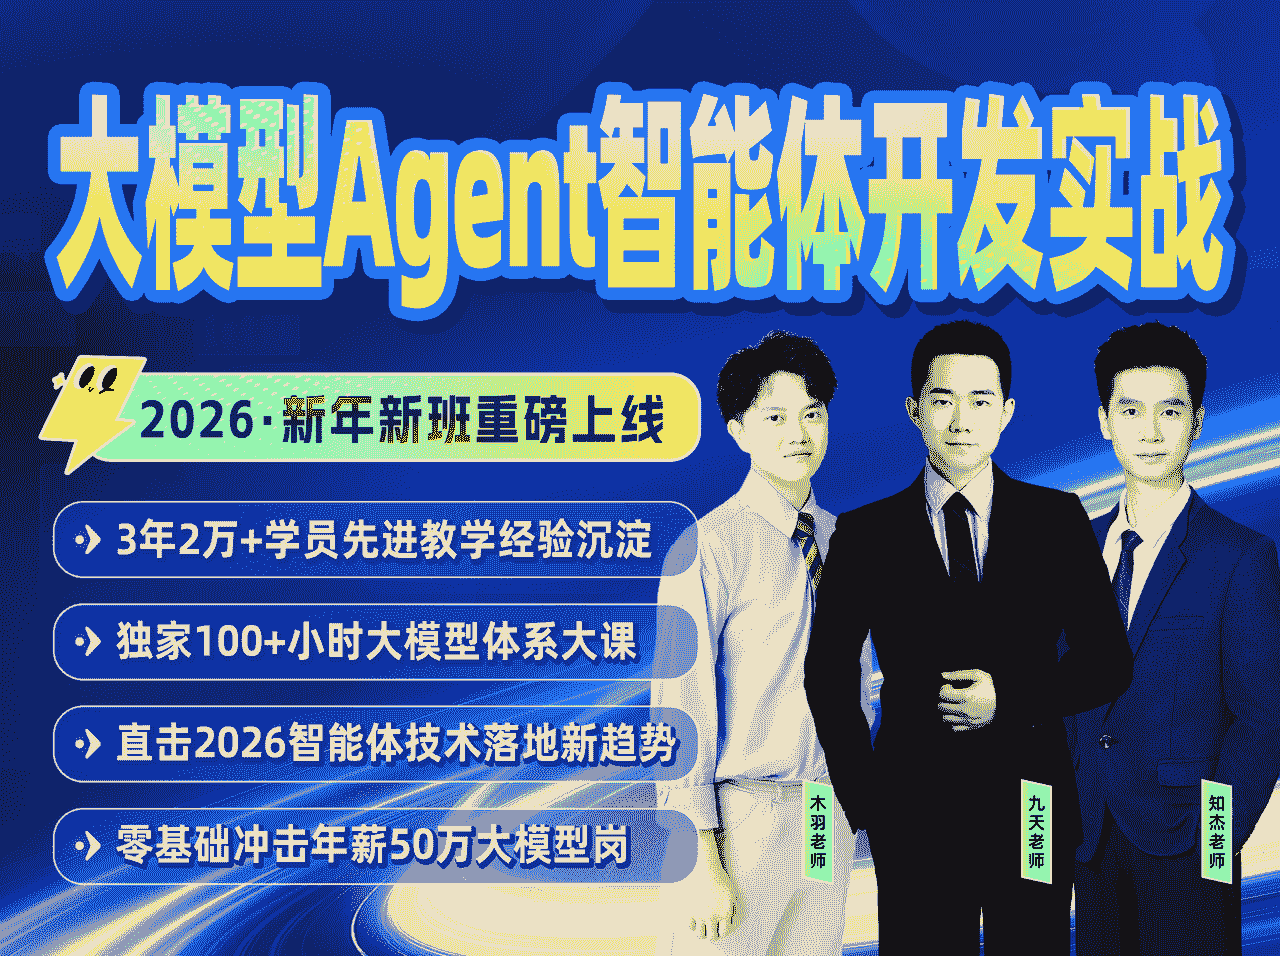 大模型Agent智能体开发实战
2026·新年新班重磅上线
3年2万+学员先进教学经验沉淀
独家100+小时大模型体系大课
直击2026智能体技术落地新趋势
零基础冲击年薪50万大模型岗
木羽老师
九天老师
知杰老师